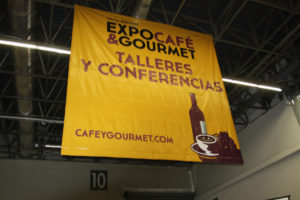 EXPOCAFÉ
&GOURMET
TALLERES
Y CONFERENCIAS
CAFEYGOURMET.COM
10